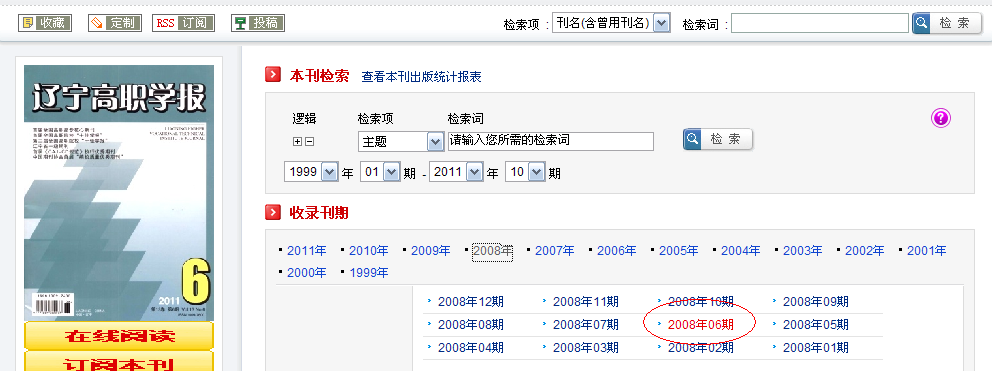 收藏 定制 RSS 订阅 投稿 检索项 : 刊名(含曾用刊名) 检索词 : 检 索
辽宁高职学报
2011
6
在线阅读
订阅本刊
本刊检索 查看本刊出版统计报表
逻辑 检索项 检索词
主题 请输入您所需的检索词 检 索
1999 年 01 期 - 2011 年 10 期
收录刊期
2011年 2010年 2009年 2008年 2007年 2006年 2005年 2004年 2003年 2002年 2001年
2000年 1999年
2008年12期 2008年11期 2008年10期 2008年09期
2008年08期 2008年07期 2008年06期 2008年05期
2008年04期 2008年03期 2008年02期 2008年01期